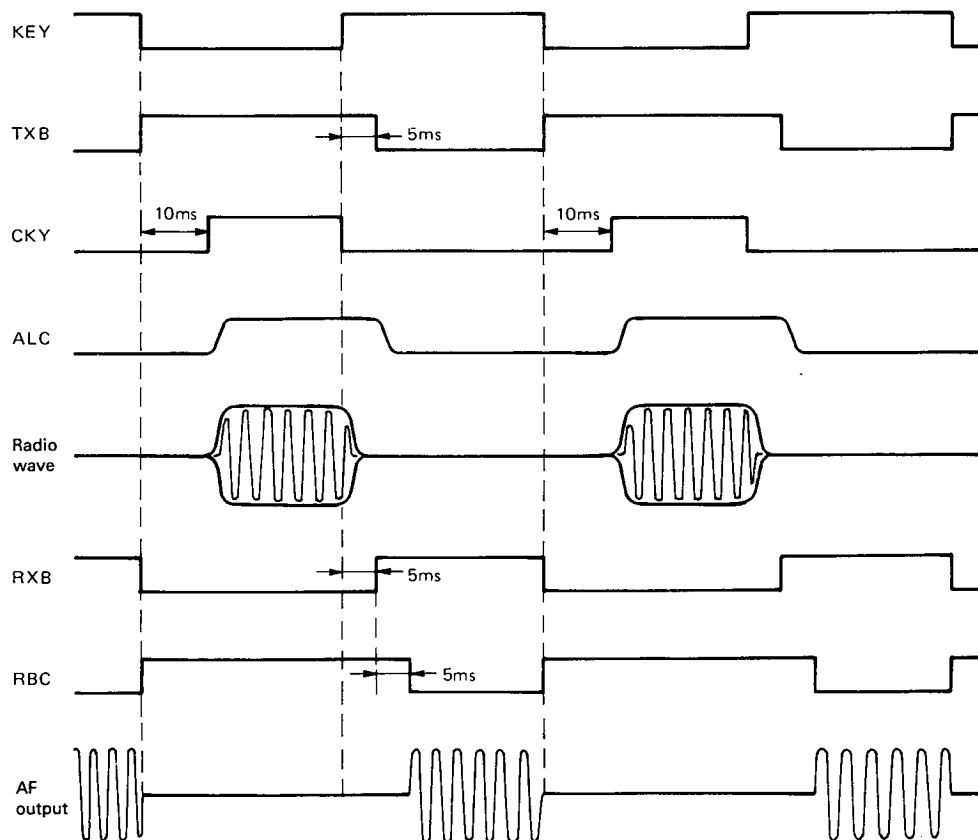 KEY
TXB
5ms
10ms
10ms
CKY
ALC
Radio
wave
RXB
5ms
RBC
5ms
AF
output